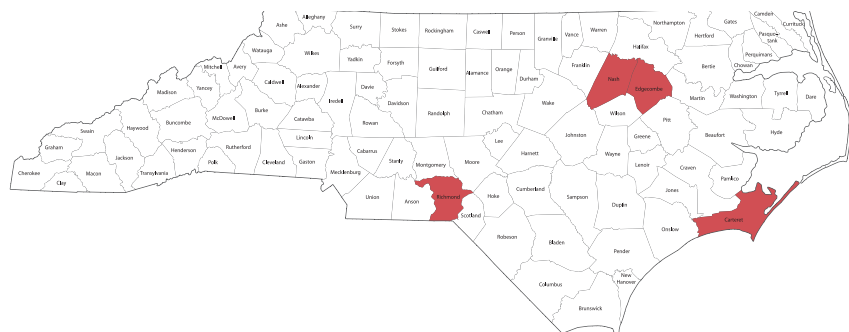 Alleghany
Ashe
Surry
Stokes
Rockingham
Caswell
Person
Granville
Vance
Warren
Northampton
Gates
Camden
Currituck
Pasquo-
tank
Hertford
Perquimans
Halifax
Watauga
Wilkes
Yadkin
Forsyth
Guilford
Alamance
Orange
Durham
Franklin
Nash
Edgecombe
Bertie
Chowan
Mitchell
Avery
Caldwell
Alexander
Davie
Iredell
Davidson
Madison
Yancey
Wake
Martin
Washington
Tyrrell
Dare
Burke
Catawba
Rowan
Randolph
Chatham
Wilson
Pitt
Beaufort
Hyde
Buncombe
McDowell
Haywood
Swain
Johnston
Greene
Graham
Jackson
Henderson
Rutherford
Lincoln
Cabarrus
Stanly
Montgomery
Moore
Lee
Harnett
Wayne
Lenoir
Craven
Pamlico
Cherokee
Clay
Macon
Transylvania
Polk
Cleveland
Gaston
Mecklenburg
Union
Anson
Richmond
Hoke
Cumberland
Sampson
Duplin
Jones
Carteret
Scotland
Robeson
Bladen
Pender
Onslow
Columbus
New
Hanover
Brunswick